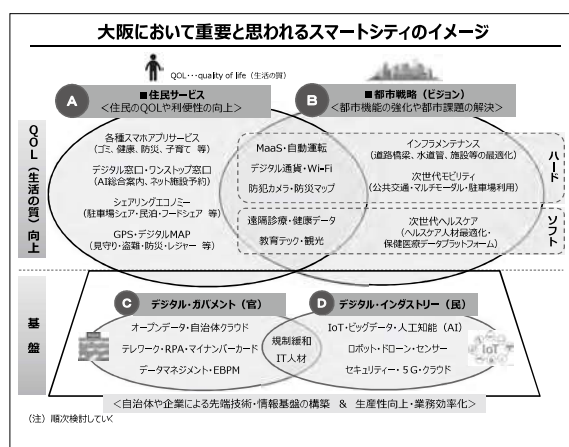 大阪において重要と思われるスマートシティのイメージ
QOL･･･quality of life（生活の質）
A
■住民サービス
<住民のQOLや利便性の向上>
B
■都市戦略（ビジョン）
<都市機能の強化や都市課題の解決>
QOL（生活の質）向上
各種スマホアプリサービス
（ゴミ、健康、防災、子育て 等）
デジタル窓口・ワンストップ窓口
（AI総合案内、ネット施設予約）
シェアリングエコノミー
（駐車場シェア・民泊・フードシェア 等）
GPS・デジタルMAP
（見守り・盗難・防災・レジャー 等）
MaaS・自動運転
デジタル通貨・Wi-Fi
防犯カメラ・防災マップ
遠隔診療・健康データ
教育テック・観光
インフラメンテナンス
（道路橋梁、水道管、施設等の最適化）
次世代モビリティ
（公共交通・マルチモーダル・駐車場利用）
次世代ヘルスケア
（ヘルスケア人材最適化・
保健医療データプラットフォーム）
ハード
ソフト
基盤
C
デジタル・ガバメント（官）
オープンデータ・自治体クラウド
テレワーク・RPA・マイナンバーカード
データマネジメント・EBPM
規制緩和
IT人材
D
デジタル・インダストリー（民）
IoT・ビッグデータ・人工知能（AI）
ロボット・ドローン・センサー
セキュリティー・5G・クラウド
IoT
<自治体や企業による先端技術・情報基盤の構築 & 生産性向上・業務効率化>
（注）順次検討していく